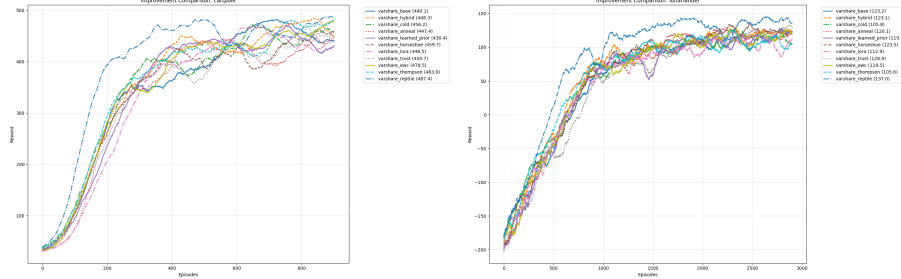 Improvement Comparison: cartpole
500
400
300
200
100
0
200
400
600
800
Reward
Episodes
varshare_base (440.1)
varshare_hybrid (448.3)
varshare_cold (456.2)
varshare_anneal (447.4)
varshare_learned_prior (430.4)
varshare_horseshoe (459.7)
varshare_lora (446.5)
varshare_trust (450.7)
varshare_ewc (478.5)
varshare_thompson (483.9)
varshare_reptile (487.4)
Improvement Comparison: lunarlander
150
100
50
0
−50
−100
−150
−200
0
500
1000
1500
2000
2500
3000
Reward
Episodes
varshare_base (123.2)
varshare_hybrid (123.1)
varshare_cold (105.8)
varshare_anneal (120.1)
varshare_learned_prior (119.
varshare_horseshoe (123.5)
varshare_lora (112.9)
varshare_trust (128.9)
varshare_ewc (119.5)
varshare_thompson (105.6)
varshare_reptile (137.0)